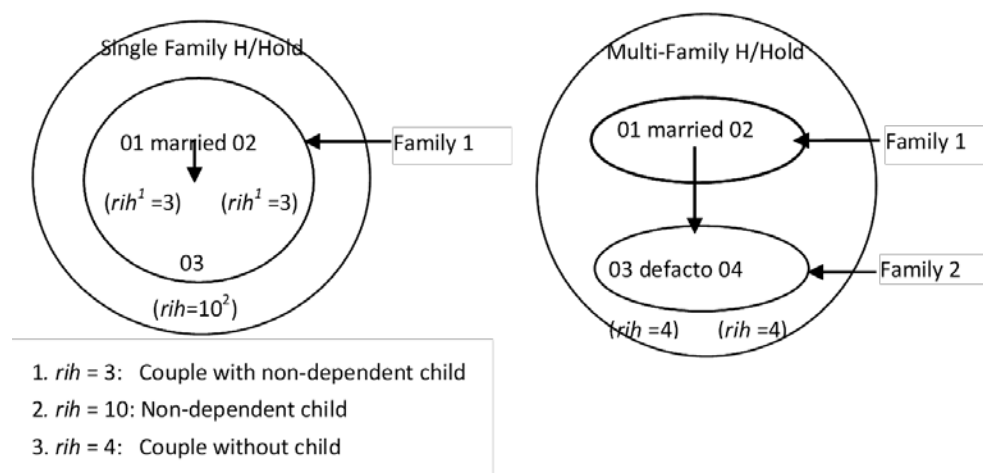 Single Family H/Hold
01 married 02
Family 1
(rih¹ =3) (rih¹ =3)
03
(rih=10²)
Multi-Family H/Hold
01 married 02
Family 1
03 defacto 04
Family 2
(rih =4) (rih =4)
1. rih = 3: Couple with non-dependent child
2. rih = 10: Non-dependent child
3. rih = 4: Couple without child